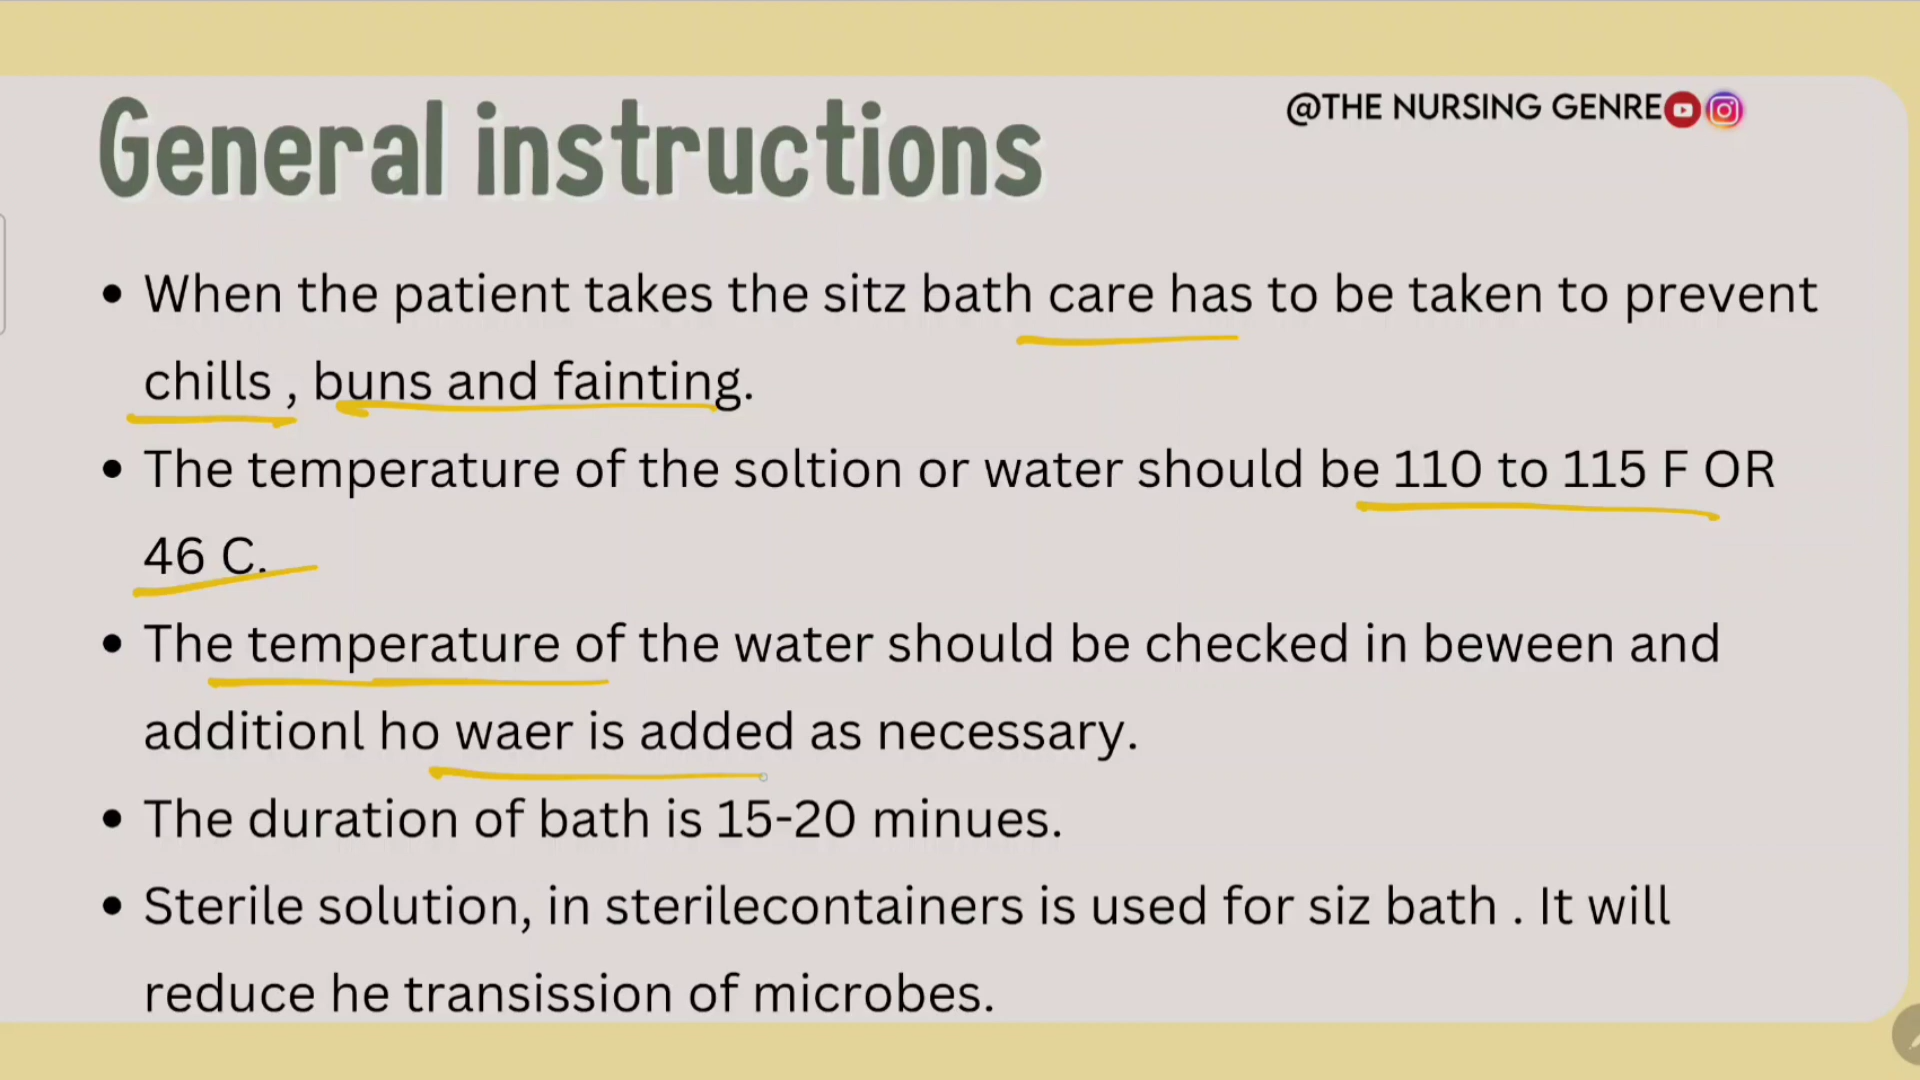 General instructions
@THE NURSING GENRE
• When the patient takes the sitz bath care has to be taken to prevent
chills , buns and fainting.
• The temperature of the soltion or water should be 110 to 115 F OR
46 C.
• The temperature of the water should be checked in beween and
additionl ho waer is added as necessary.
• The duration of bath is 15-20 minues.
• Sterile solution, in sterilecontainers is used for siz bath . It will
reduce he transission of microbes.